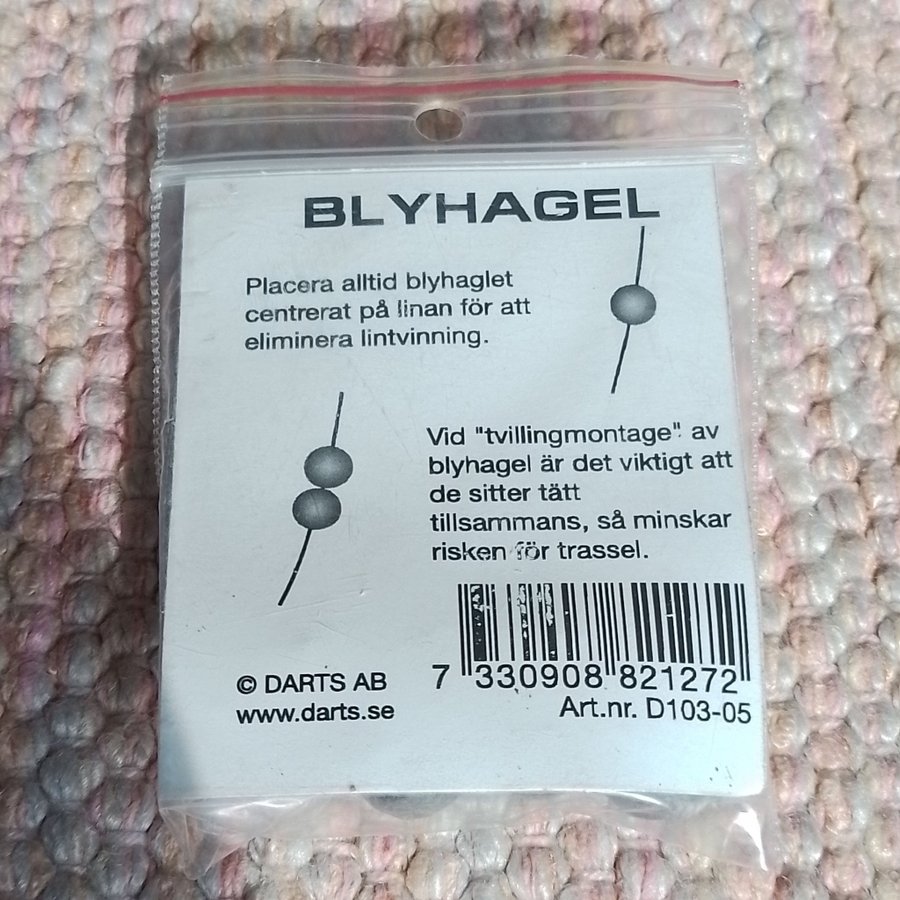 BLYHAGEL
Placera alltid blyhaglet
centrerat på linan för att
eliminera lintvinning.
Vid "tvillingmontage" av
blyhagel är det viktigt att
de sitter tätt
tillsammans, så minskar
risken för trassel.
7 330908 821272
© DARTS AB
www.darts.se
Art.nr. D103-05